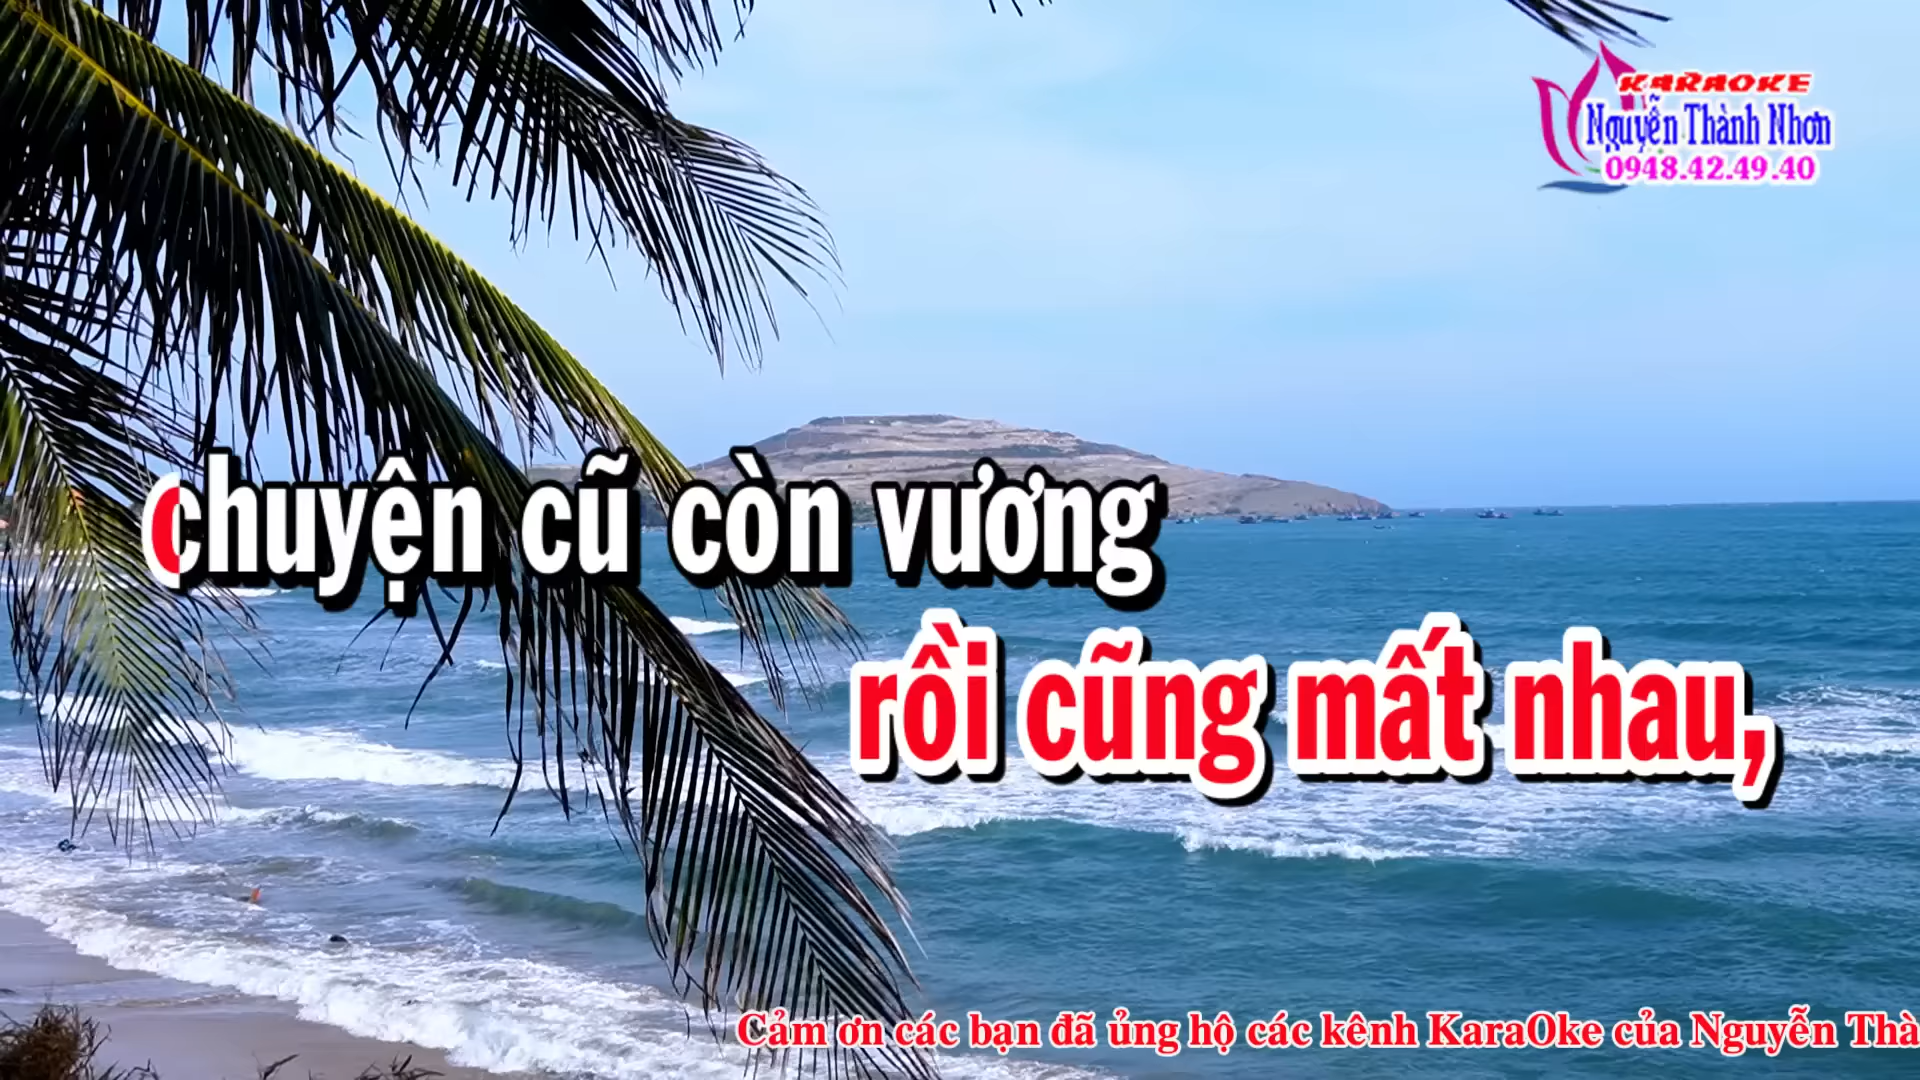 KARAOKE
Nguyễn Thành Nhơn
0948.42.49.40
chuyện cũ còn vương
rồi cũng mất nhau,
Cảm ơn các bạn đã ủng hộ các kênh KaraOke của Nguyễn Thà